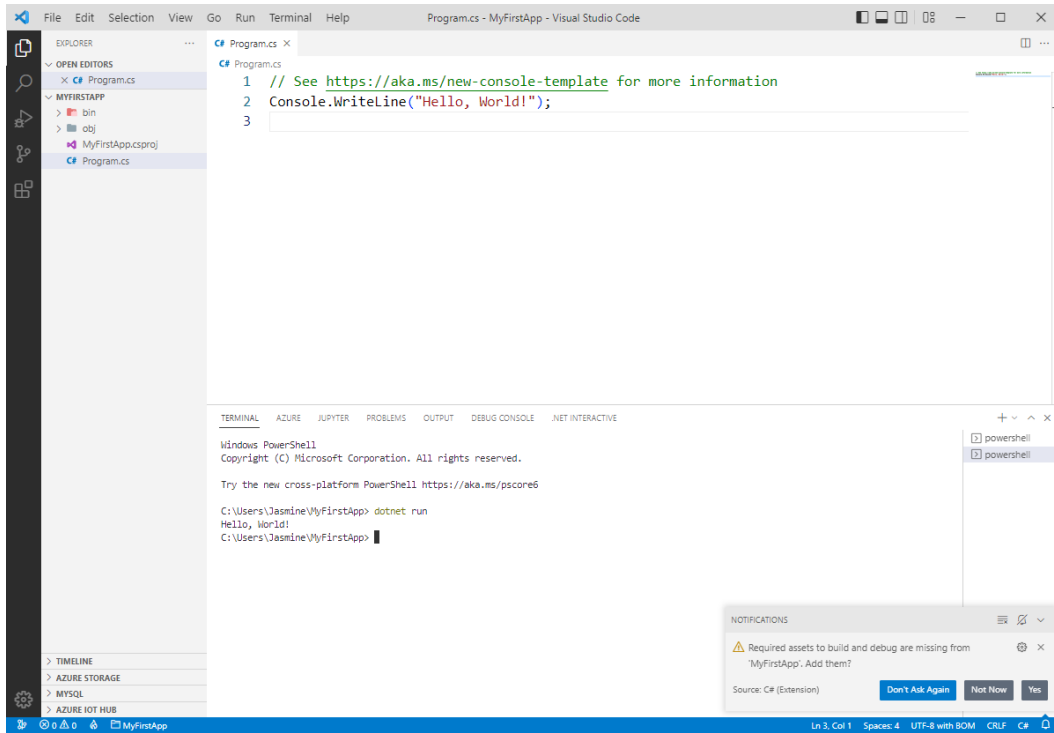 File Edit Selection View Go Run Terminal Help Program.cs - MyFirstApp - Visual Studio Code
EXPLORER
OPEN EDITORS
C# Program.cs
MYFIRSTAPP
bin
obj
MyFirstApp.csproj
C# Program.cs
TIMELINE
AZURE STORAGE
MYSQL
AZURE IOT HUB
C# Program.cs
C# Program.cs
1 // See https://aka.ms/new-console-template for more information
2 Console.WriteLine("Hello, World!");
3
TERMINAL AZURE JUPYTER PROBLEMS OUTPUT DEBUG CONSOLE .NET INTERACTIVE
Windows PowerShell
Copyright (C) Microsoft Corporation. All rights reserved.
Try the new cross-platform PowerShell https://aka.ms/pscore6
C:\Users\Jasmine\MyFirstApp> dotnet run
Hello, World!
C:\Users\Jasmine\MyFirstApp>
powershell
powershell
NOTIFICATIONS
Required assets to build and debug are missing from
'MyFirstApp'. Add them?
Source: C# (Extension) Don't Ask Again Not Now Yes
0 0 MyFirstApp Ln 3, Col 1 Spaces: 4 UTF-8 with BOM CRLF C#